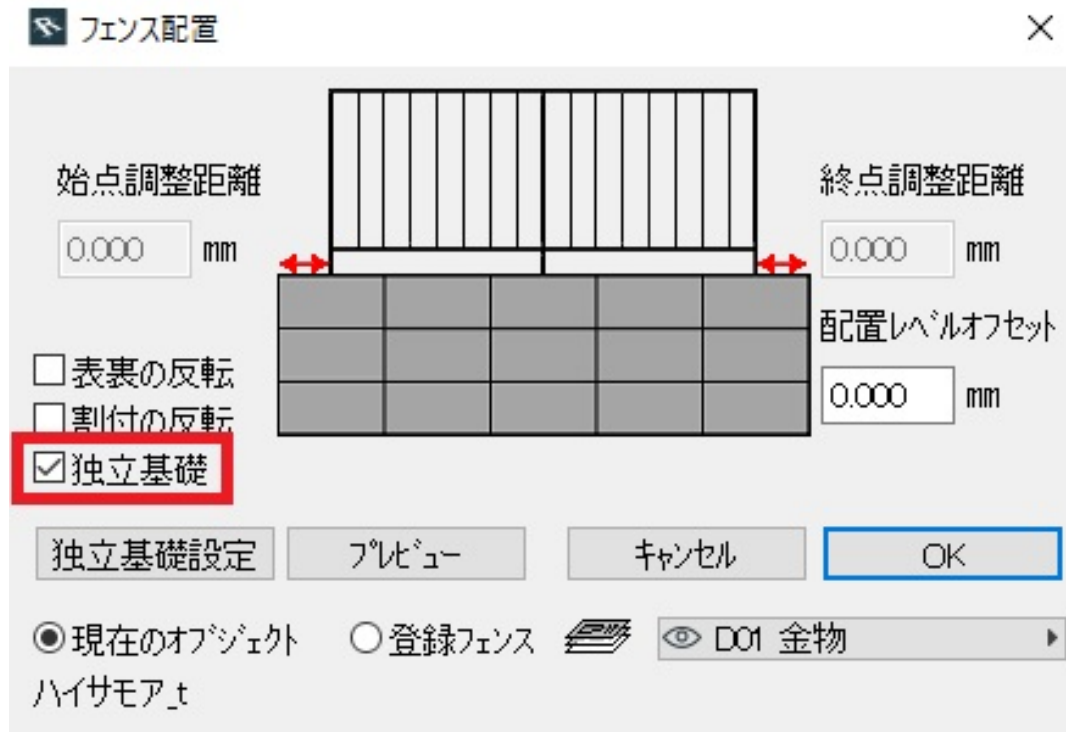 フェンス配置
始点調整距離
0.000 mm
終点調整距離
0.000 mm
配置ﾚﾍﾞﾙオフセット
0.000 mm
表裏の反転
割付の反転
独立基礎
独立基礎設定
ﾌﾟﾚﾋﾞｭｰ
キャンセル
OK
現在のオブジェクト
登録フェンス
D01 金物
ハイサモア_t